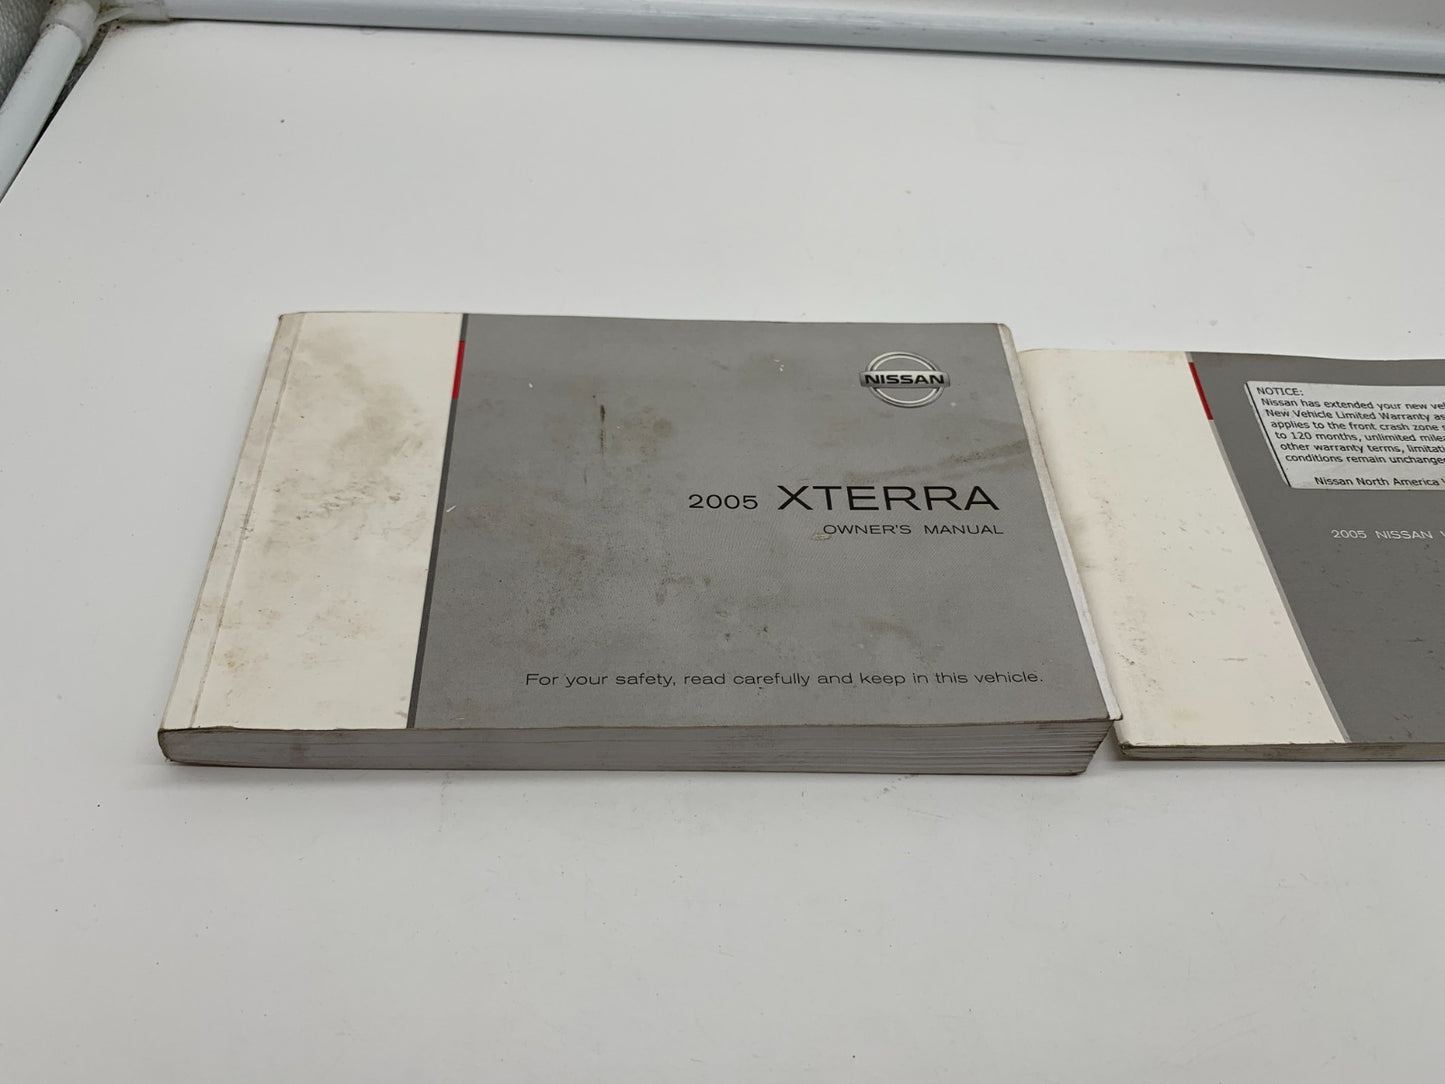 NISSAN
2005 XTERRA
OWNER'S MANUAL
For your safety, read carefully and keep in this vehicle.
NOTICE:
Nissan has extended your new
New Vehicle Limited Warranty
applies to the front crash zone
to 120 months, unlimited
other warranty terms,
conditions remain
Nissan North America
2005 NISSAN